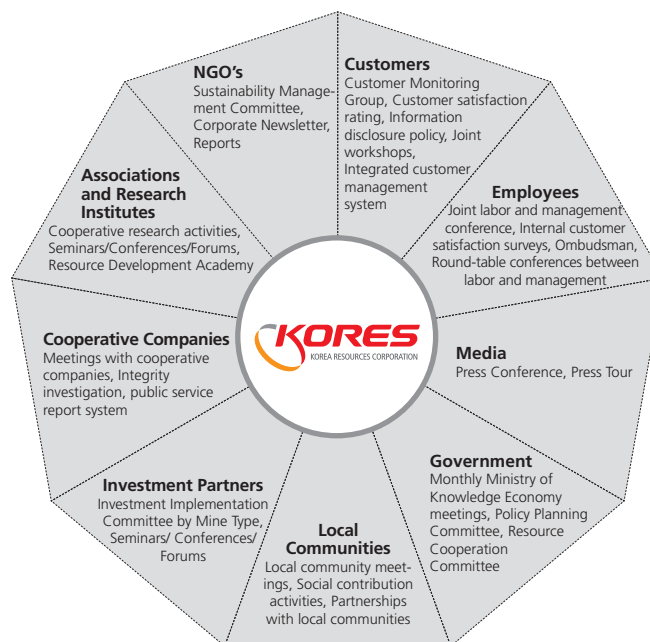 NGO's
Sustainability Manage-
ment Committee,
Corporate Newsletter,
Reports
Customers
Customer Monitoring
Group, Customer satisfaction
rating, Information
disclosure policy, Joint
workshops,
Integrated customer
management
system
Employees
Joint labor and management
conference, Internal customer
satisfaction surveys, Ombudsman,
Round-table conferences between
labor and management
Media
Press Conference, Press Tour
Government
Monthly Ministry of
Knowledge Economy
meetings, Policy Planning
Committee, Resource
Cooperation
Committee
Local
Communities
Local community meet-
ings, Social contribution
activities, Partnerships
with local communities
Investment Partners
Investment Implementation
Committee by Mine Type,
Seminars/ Conferences/
Forums
Cooperative Companies
Meetings with cooperative
companies, Integrity
investigation, public service
report system
Associations
and Research
Institutes
Cooperative research activities,
Seminars/Conferences/Forums,
Resource Development Academy
KORES
KOREA RESOURCES CORPORATION